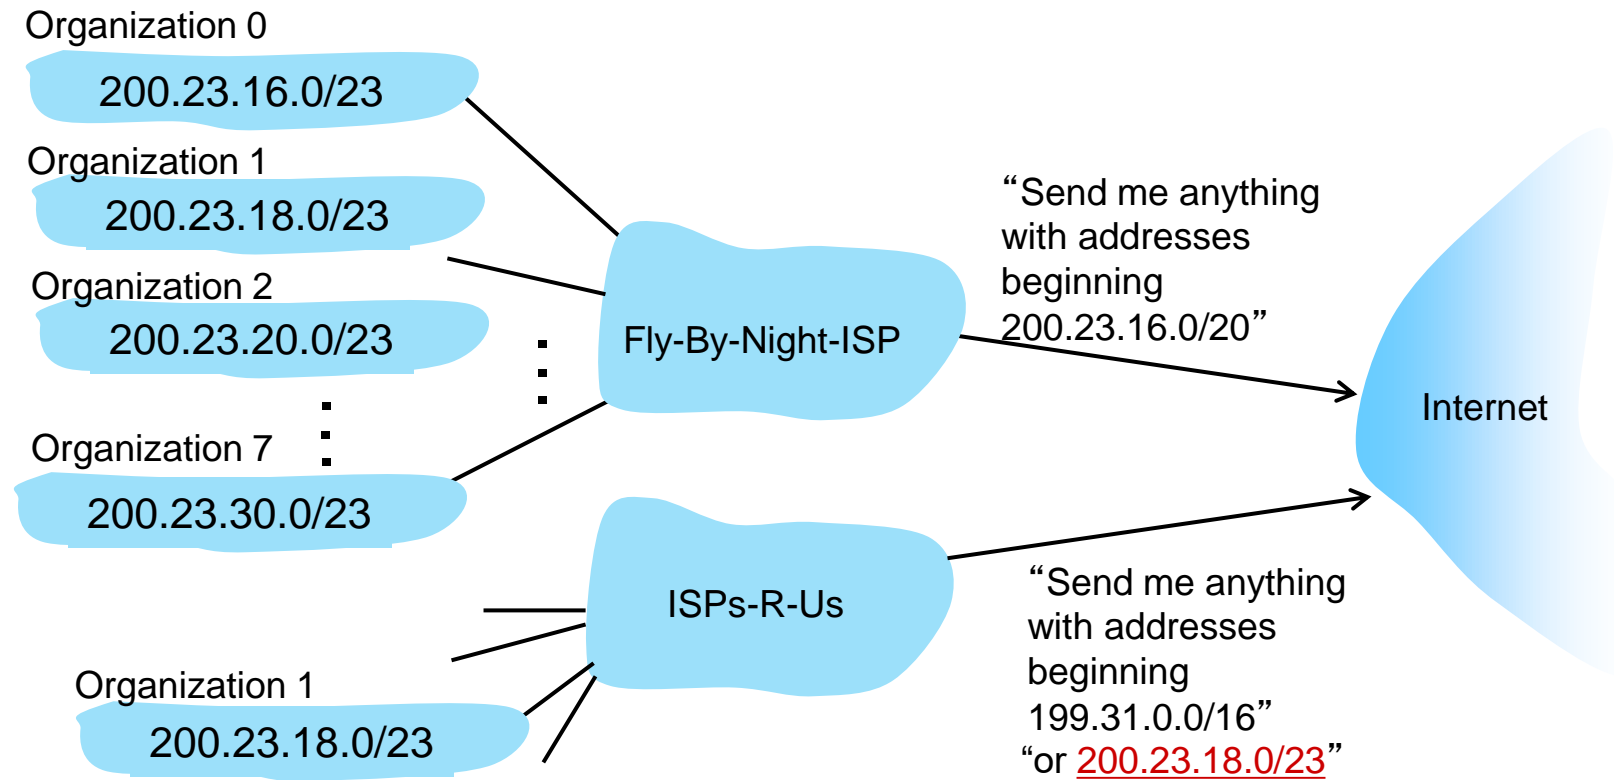 Organization 0
200.23.16.0/23
Organization 1
200.23.18.0/23
Organization 2
200.23.20.0/23
Organization 7
200.23.30.0/23
Fly-By-Night-ISP
“Send me anything
with addresses
beginning
200.23.16.0/20”
Internet
ISPs-R-Us
“Send me anything
with addresses
beginning
199.31.0.0/16”
“or 200.23.18.0/23”
Organization 1
200.23.18.0/23